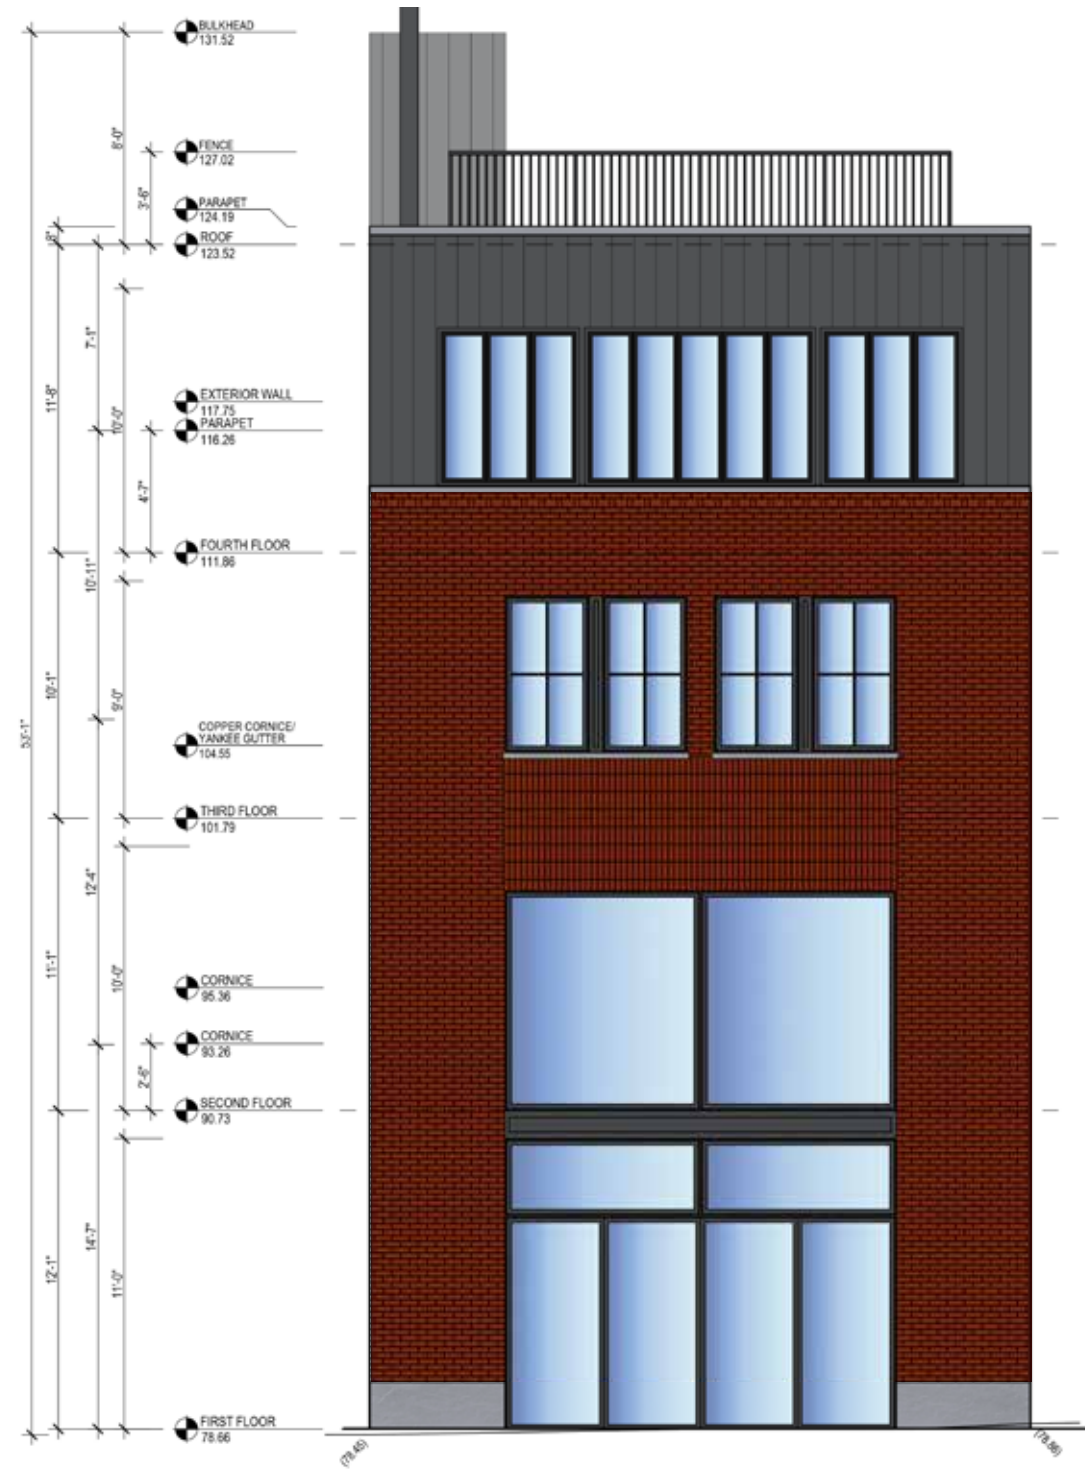 BULKHEAD
131.52
8'-0"
FENCE
127.02
3'-6"
PARAPET
124.19
8"
ROOF
123.52
7'-1"
11'-8"
EXTERIOR WALL
117.75
10'-0"
PARAPET
116.26
4'-7"
FOURTH FLOOR
111.86
10'-11"
10'-1"
9'-0"
53'-1"
COPPER CORNICE/
YANKEE GUTTER
104.55
THIRD FLOOR
101.79
12'-4"
11'-1"
10'-0"
CORNICE
95.36
CORNICE
93.26
2'-6"
SECOND FLOOR
90.73
14'-7"
12'-1"
11'-0"
FIRST FLOOR
78.66
(78.45)
(78.86)